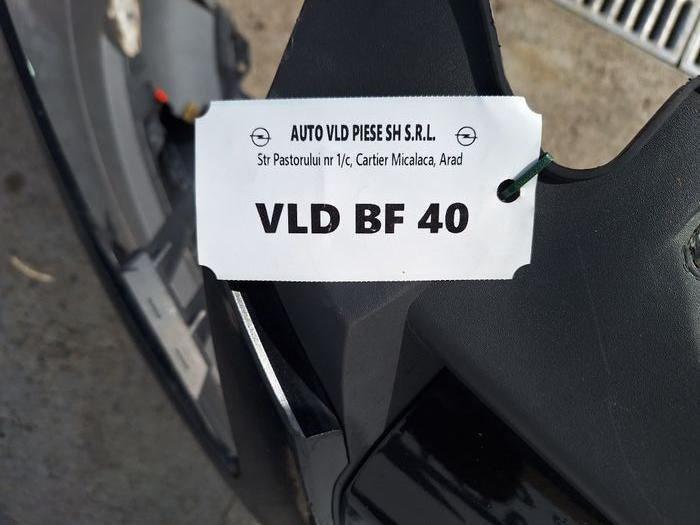 AUTO VLD PIESE SH S.R.L.
Str Pastorului nr 1/c, Cartier Micalaca, Arad
VLD BF 40